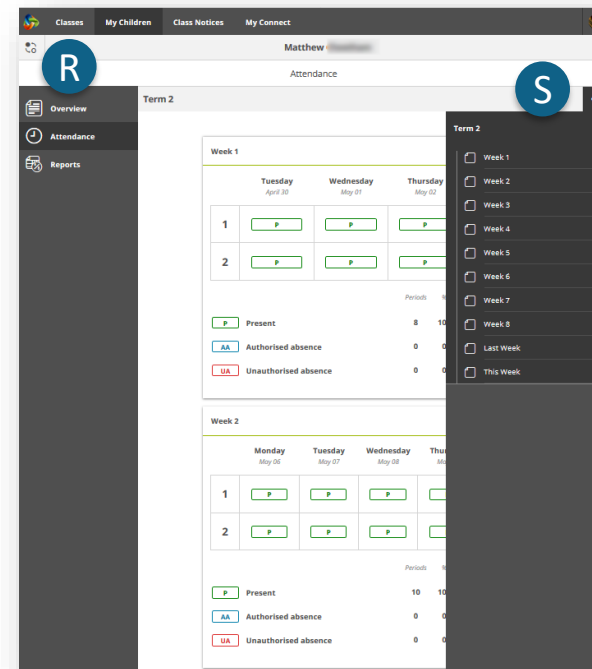 Classes My Children Class Notices My Connect
Matthew
R
Attendance
S
Overview
Attendance
Reports
Term 2
Week 1
Tuesday Wednesday Thursday
April 30 May 01 May 02
1 P P P
2 P P P
Periods %
P Present 8 10
AA Authorised absence 0 0
UA Unauthorised absence 0 0
Week 2
Monday Tuesday Wednesday Thu
May 06 May 07 May 08 Ma
1 P P P
2 P P P
Periods %
P Present 10 10
AA Authorised absence 0 0
UA Unauthorised absence 0 0
Term 2
Week 1
Week 2
Week 3
Week 4
Week 5
Week 6
Week 7
Week 8
Last Week
This Week